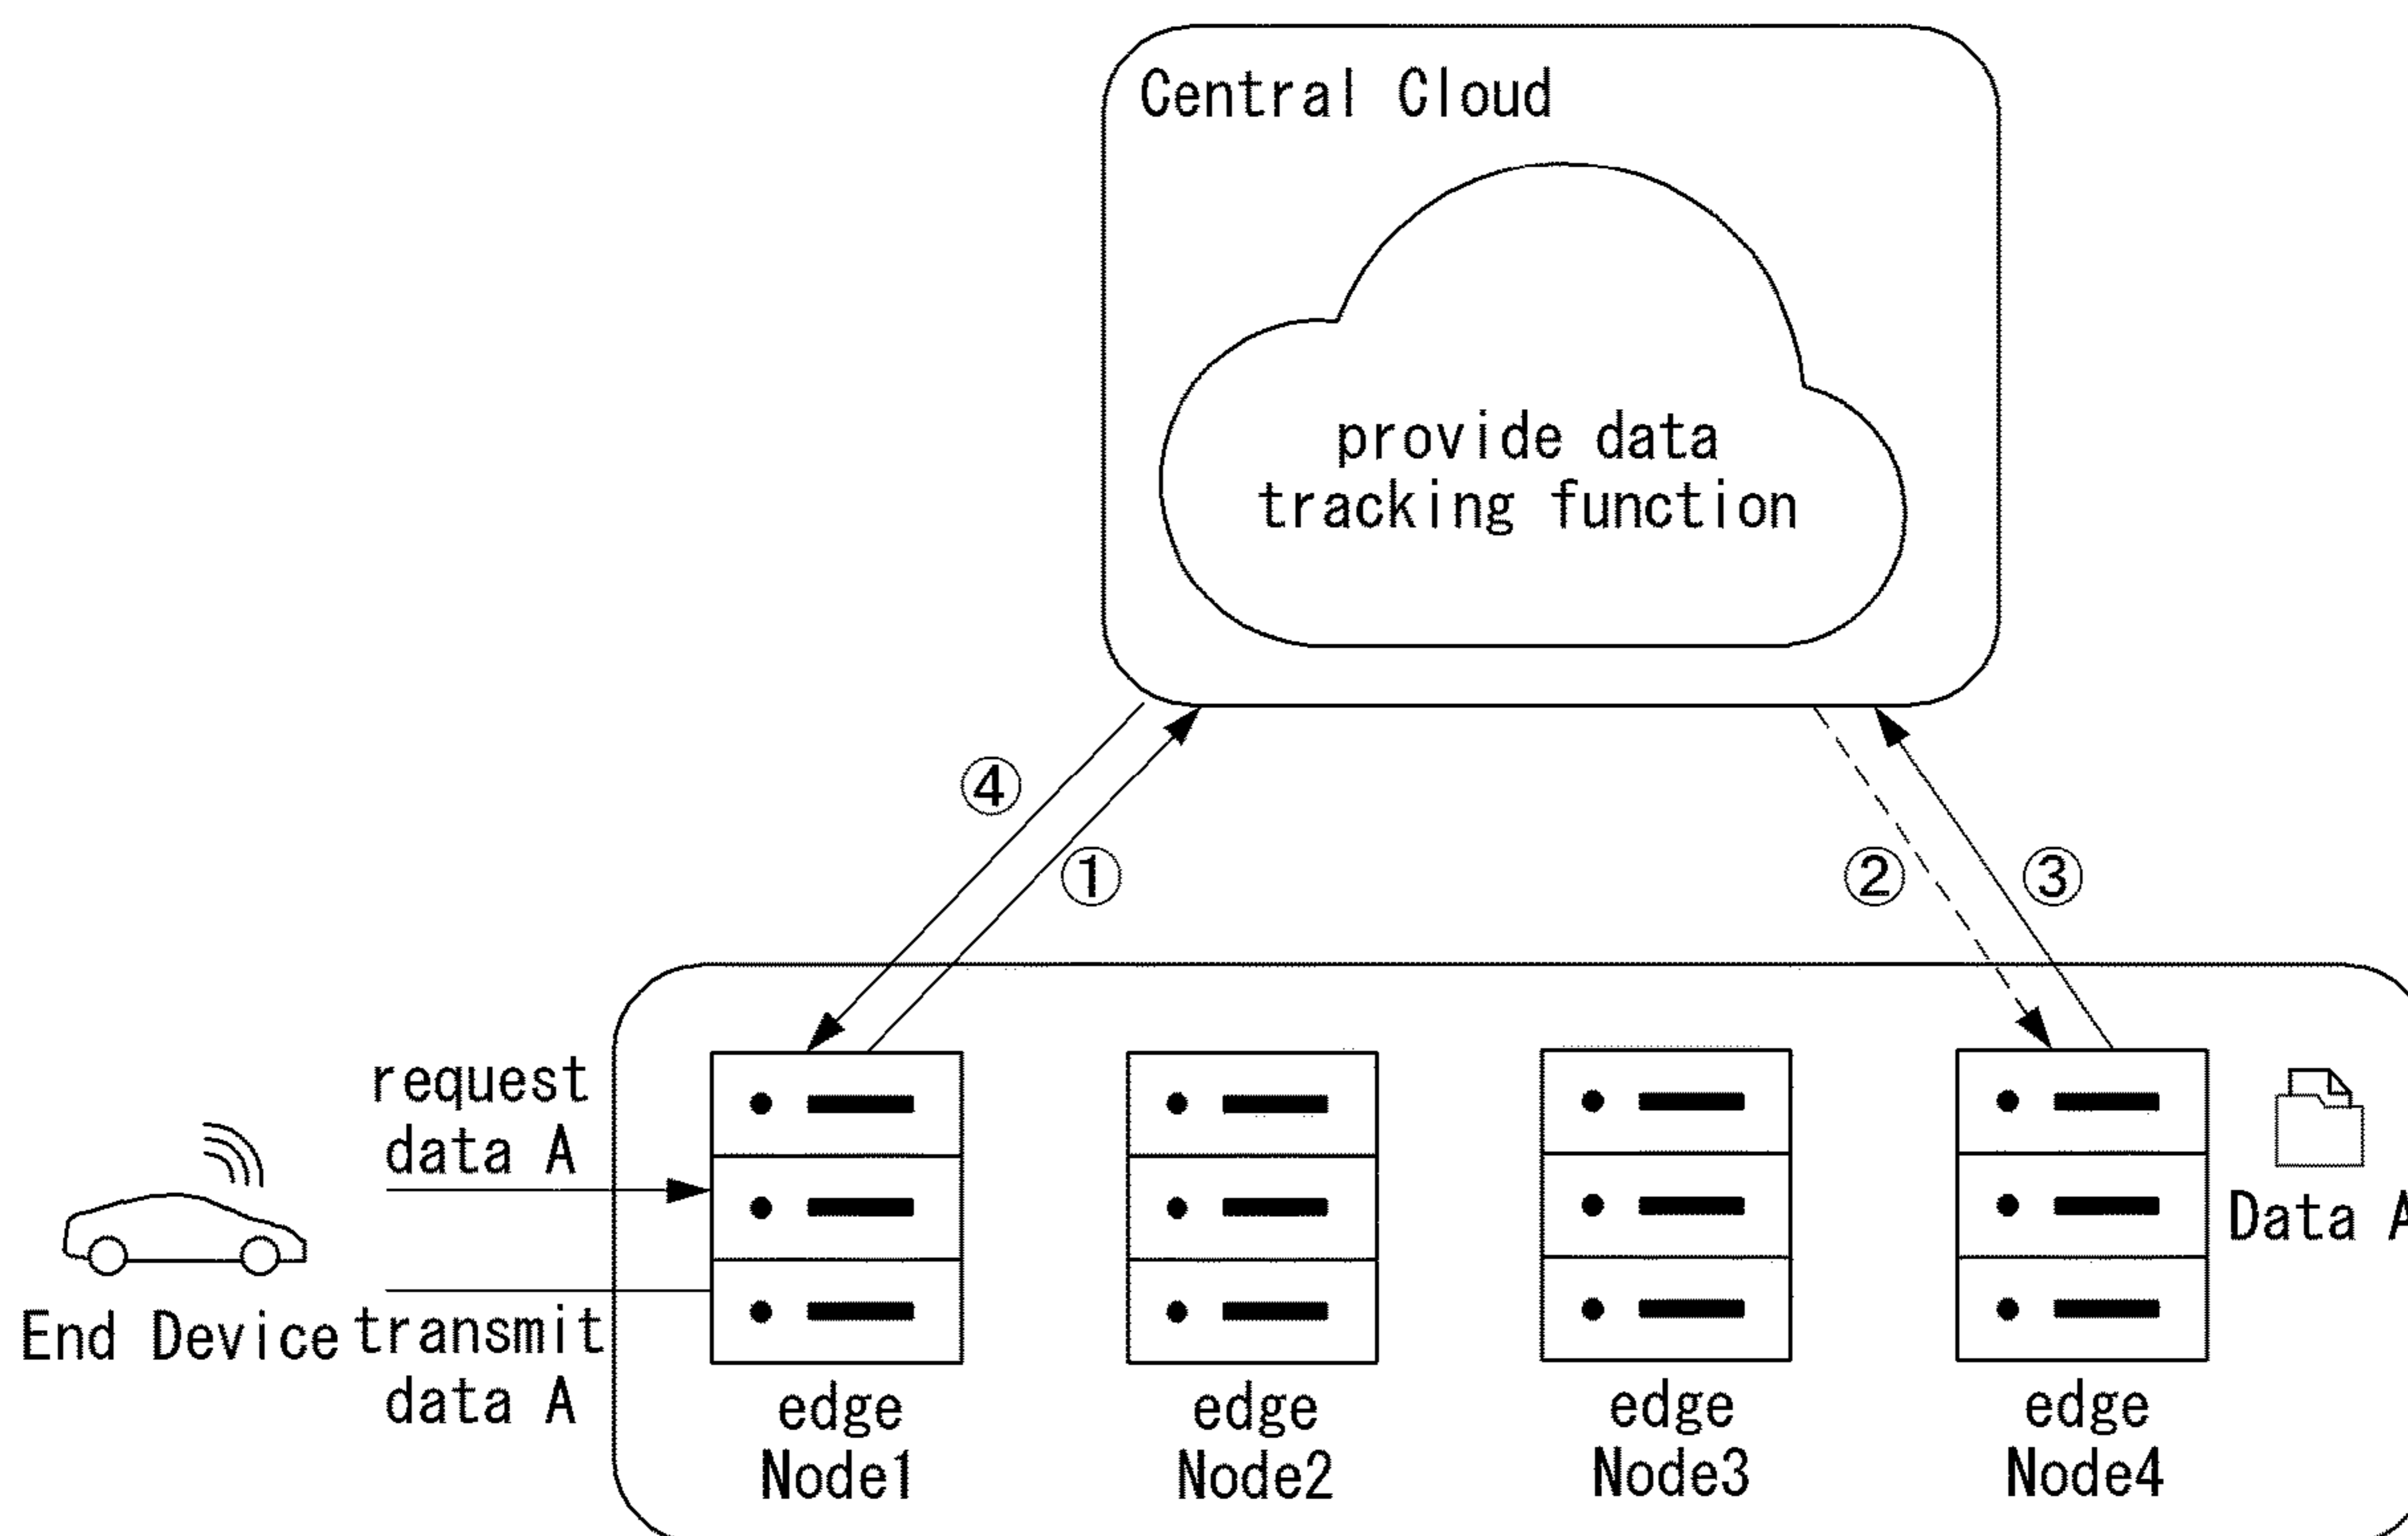 Central Cloud
provide data
tracking function
④
①
②
③
request
data A
End Device
transmit
data A
Data A
edge
Node1
edge
Node2
edge
Node3
edge
Node4